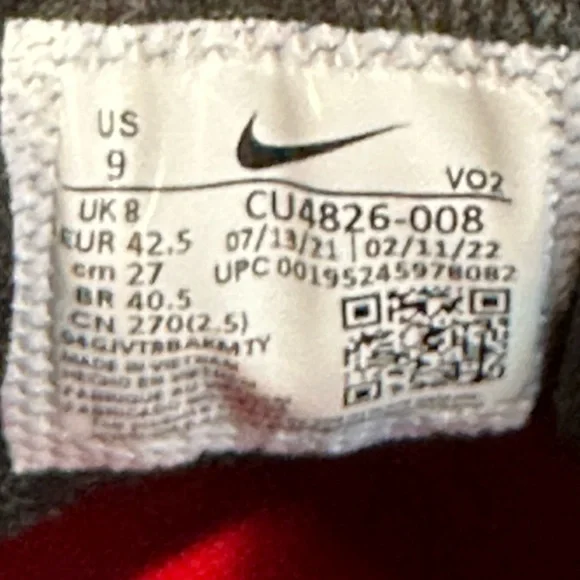 US
9
VO2
UK 8
CU4826-008
EUR 42.5
07/13/21 | 02/11/22
cm 27
UPC 00195245978082
BR 40.5
CN 270(2.5)
MADE IN VIETNAM